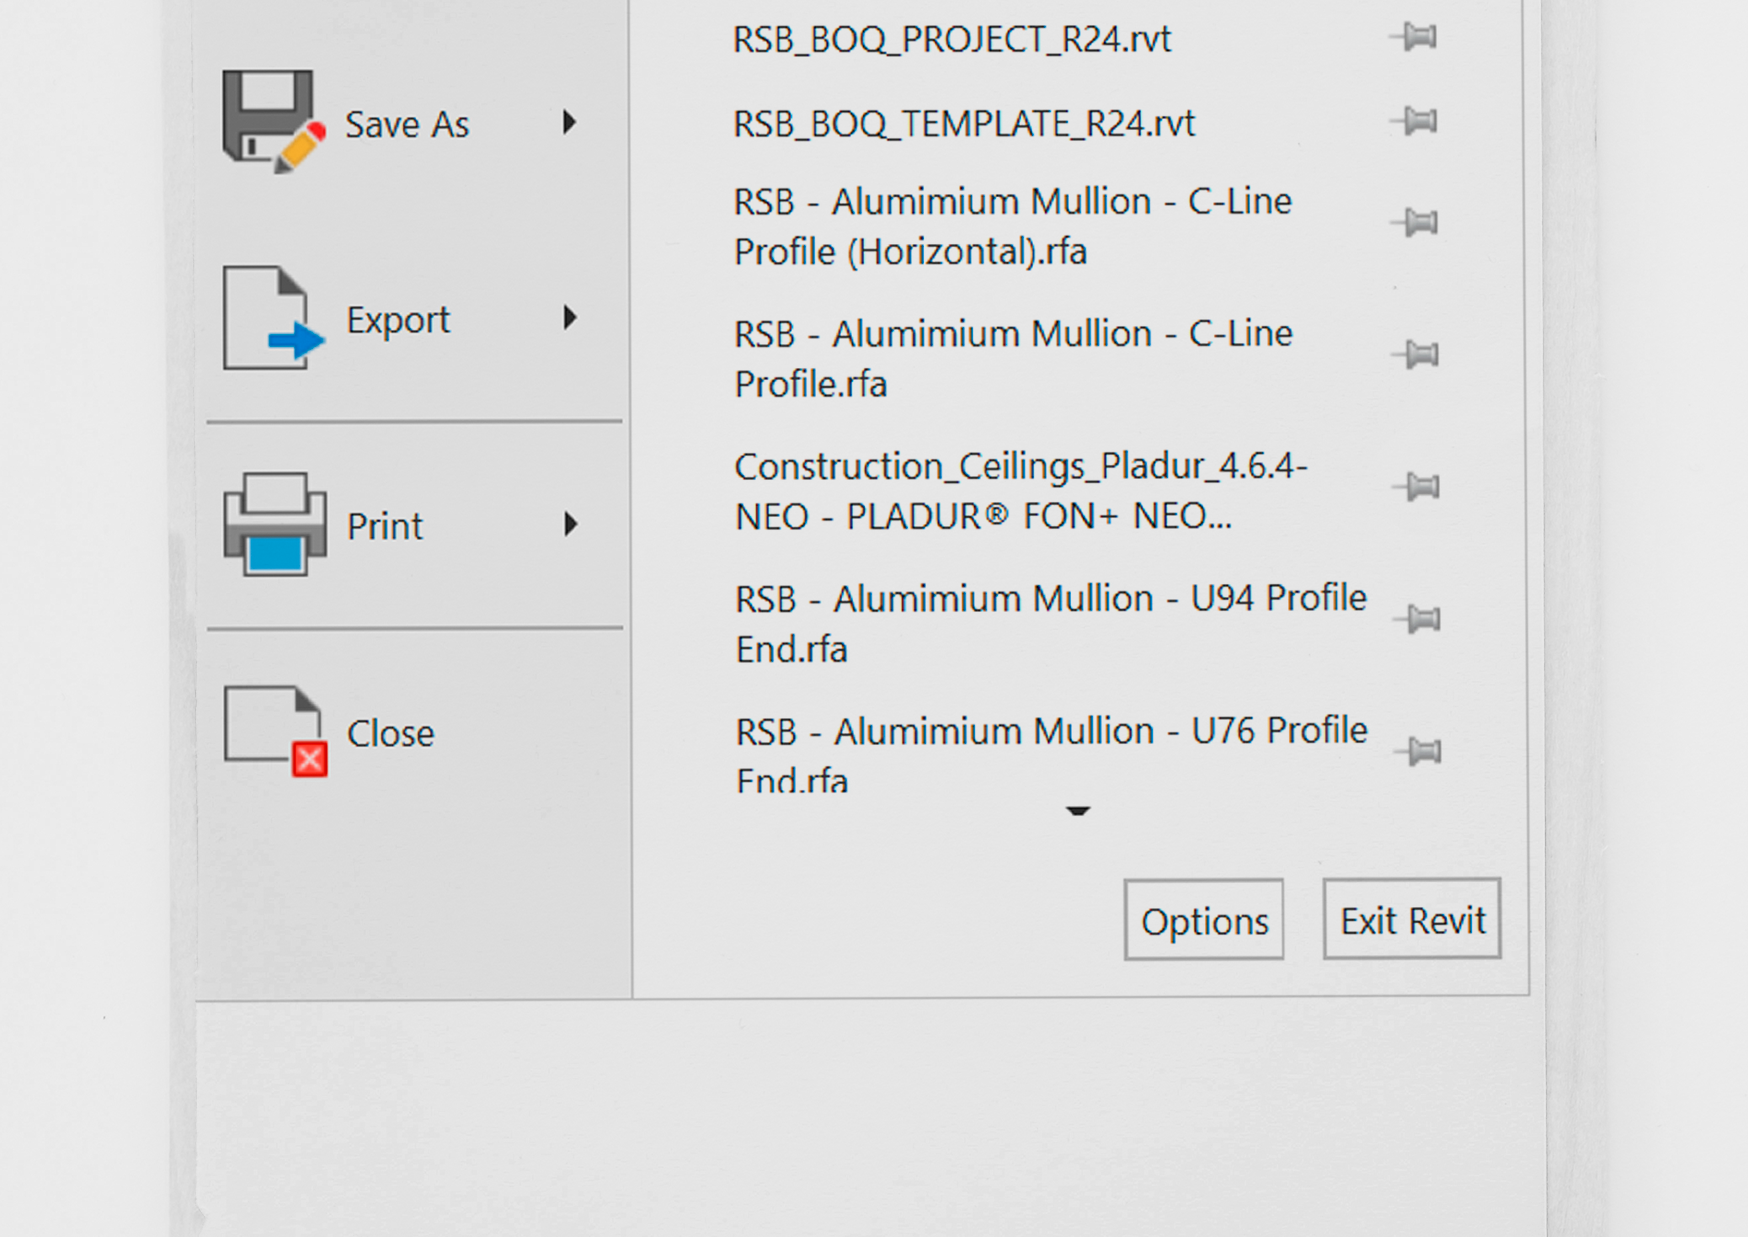 RSB_BOQ_PROJECT_R24.rvt
Save As
RSB_BOQ_TEMPLATE_R24.rvt
RSB - Alumimium Mullion - C-Line
Profile (Horizontal).rfa
Export
RSB - Alumimium Mullion - C-Line
Profile.rfa
Construction_Ceilings_Pladur_4.6.4-
NEO - PLADUR® FON+ NEO...
Print
RSB - Alumimium Mullion - U94 Profile
End.rfa
Close
RSB - Alumimium Mullion - U76 Profile
End.rfa
Options
Exit Revit